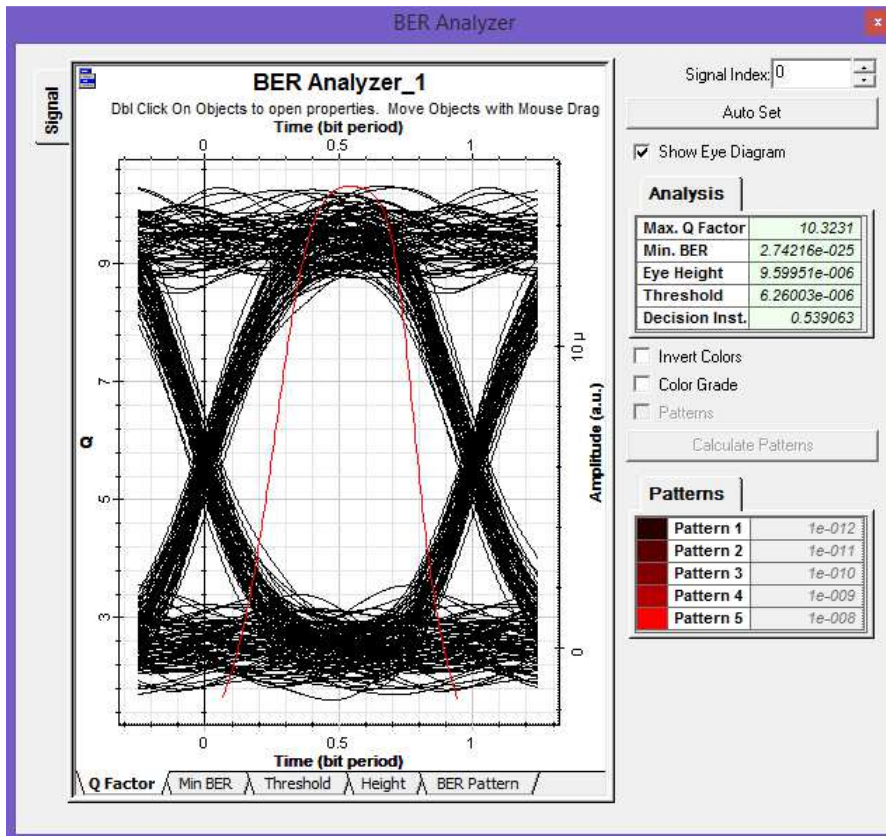 BER Analyzer
x
Signal
BER Analyzer_1
Dbl Click On Objects to open properties. Move Objects with Mouse Drag
Time (bit period)
0 0.5 1
Q
3 5 7 9
Amplitude (a.u.)
0 10 µ
0 0.5 1
Time (bit period)
Q Factor Min BER Threshold Height BER Pattern
Signal Index: 0
Auto Set
Show Eye Diagram
Analysis
Max. Q Factor 10.3231
Min. BER 2.74216e-025
Eye Height 9.59951e-006
Threshold 6.26003e-006
Decision Inst. 0.539063
Invert Colors
Color Grade
Patterns
Calculate Patterns
Patterns
Pattern 1 1e-012
Pattern 2 1e-011
Pattern 3 1e-010
Pattern 4 1e-009
Pattern 5 1e-008